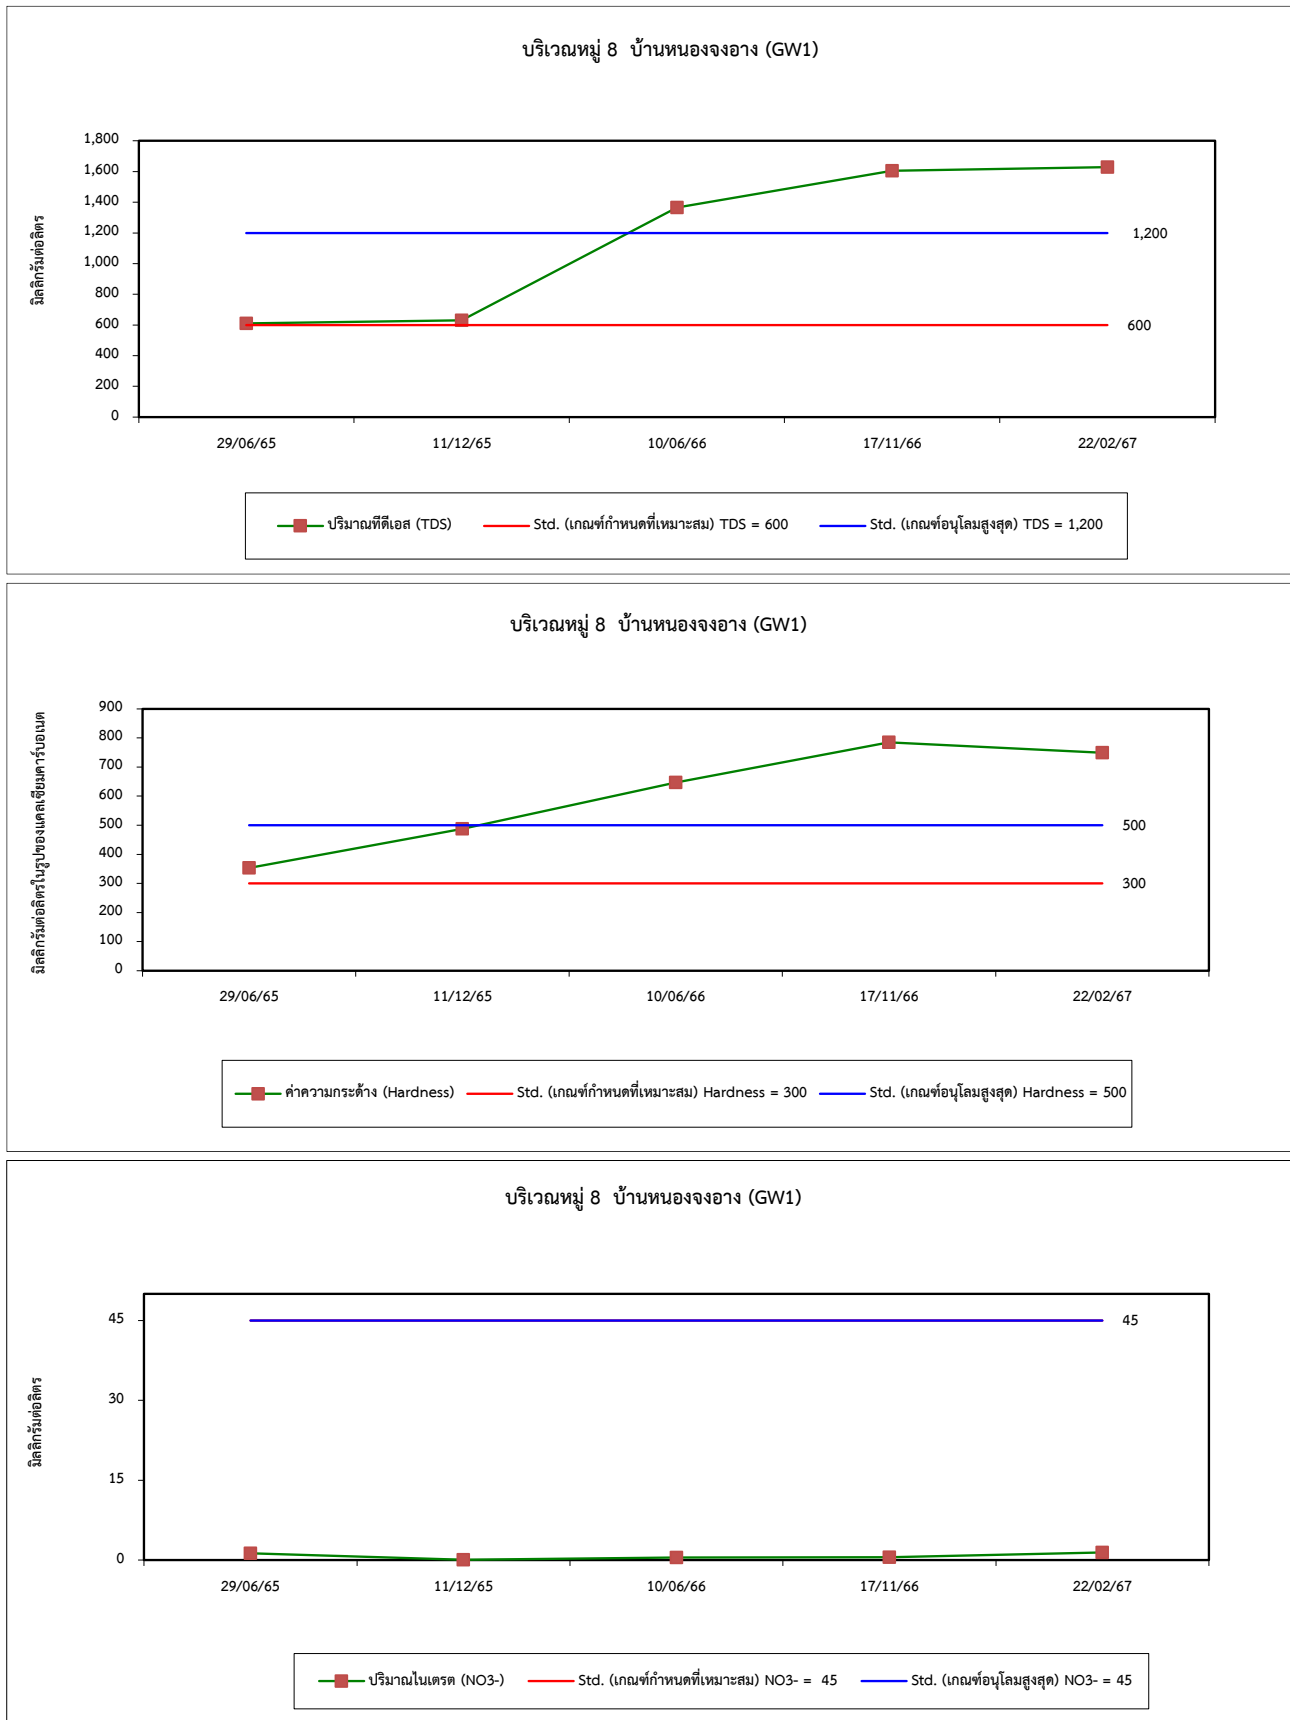 บริเวณหมู่ 8 บ้านหนองจงอาง (GW1)
มิลลิกรัมต่อลิตร
1,800
1,600
1,400
1,200
1,000
800
600
400
200
0
1,200
600
29/06/65 11/12/65 10/06/66 17/11/66 22/02/67
ปริมาณทีดีเอส (TDS) Std. (เกณฑ์กำหนดที่เหมาะสม) TDS = 600 Std. (เกณฑ์อนุโลมสูงสุด) TDS = 1,200
บริเวณหมู่ 8 บ้านหนองจงอาง (GW1)
มิลลิกรัมต่อลิตรในรูปของแคลเซียมคาร์บอเนต
900
800
700
600
500
400
300
200
100
0
500
300
29/06/65 11/12/65 10/06/66 17/11/66 22/02/67
ค่าความกระด้าง (Hardness) Std. (เกณฑ์กำหนดที่เหมาะสม) Hardness = 300 Std. (เกณฑ์อนุโลมสูงสุด) Hardness = 500
บริเวณหมู่ 8 บ้านหนองจงอาง (GW1)
มิลลิกรัมต่อลิตร
45
30
15
0
45
29/06/65 11/12/65 10/06/66 17/11/66 22/02/67
ปริมาณไนเตรต (NO3-) Std. (เกณฑ์กำหนดที่เหมาะสม) NO3- = 45 Std. (เกณฑ์อนุโลมสูงสุด) NO3- = 45